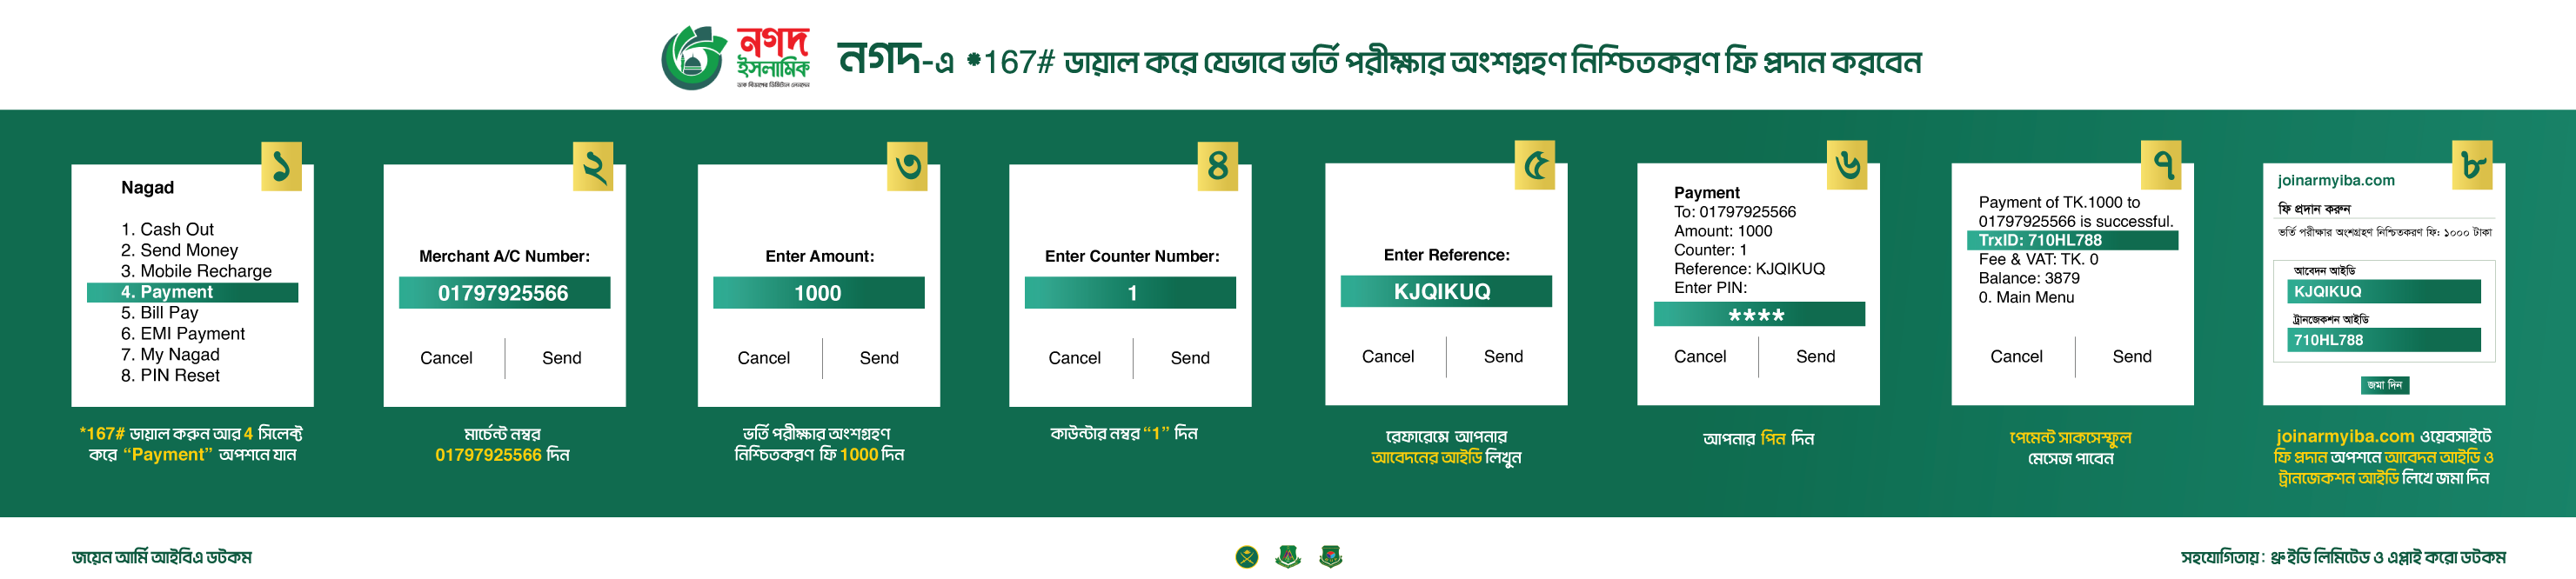 নগদ
ইসলামিক
ডাক বিভাগের ডিজিটাল লেনদেন
নগদ-এ *167# ডায়াল করে যেভাবে ভর্তি পরীক্ষার অংশগ্রহণ নিশ্চিতকরণ ফি প্রদান করবেন
১
Nagad
1. Cash Out
2. Send Money
3. Mobile Recharge
4. Payment
5. Bill Pay
6. EMI Payment
7. My Nagad
8. PIN Reset
*167# ডায়াল করুন আর 4 সিলেক্ট
করে “Payment” অপশনে যান
২
Merchant A/C Number:
01797925566
Cancel Send
মার্চেন্ট নম্বর
01797925566 দিন
৩
Enter Amount:
1000
Cancel Send
ভর্তি পরীক্ষার অংশগ্রহণ
নিশ্চিতকরণ ফি 1000 দিন
৪
Enter Counter Number:
1
Cancel Send
কাউন্টার নম্বর “1” দিন
৫
Enter Reference:
KJQIKUQ
Cancel Send
রেফারেন্সে আপনার
আবেদনের আইডি লিখুন
৬
Payment
To: 01797925566
Amount: 1000
Counter: 1
Reference: KJQIKUQ
Enter PIN:
****
Cancel Send
আপনার পিন দিন
৭
Payment of TK.1000 to
01797925566 is successful.
TrxID: 710HL788
Fee & VAT: TK. 0
Balance: 3879
0. Main Menu
Cancel Send
পেমেন্ট সাকসেস্ফুল
মেসেজ পাবেন
৮
joinarmyiba.com
ফি প্রদান করুন
ভর্তি পরীক্ষার অংশগ্রহণ নিশ্চিতকরণ ফি: ১০০০ টাকা
আবেদন আইডি
KJQIKUQ
ট্রানজেকশন আইডি
710HL788
জমা দিন
joinarmyiba.com ওয়েবসাইটে
ফি প্রদান অপশনে আবেদন আইডি ও
ট্রানজেকশন আইডি লিখে জমা দিন
জয়েন আর্মি আইবিএ ডটকম
সহযোগিতায়: থ্রুইডি লিমিটেড ও এপ্লাই করো ডটকম